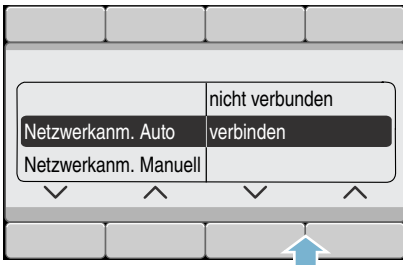 nicht verbunden
Netzwerkanm. Auto verbinden
Netzwerkanm. Manuell